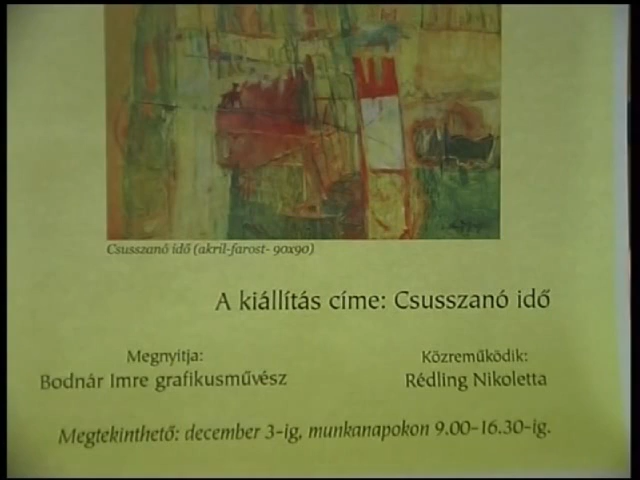 Csusszanó idő (akril-farost- 90x90)
A kiállítás címe: Csusszanó idő
Megnyitja:
Bodnár Imre grafikusművész
Közreműködik:
Rédling Nikoletta
Megtekinthető: december 3-ig, munkanapokon 9.00-16.30-ig.